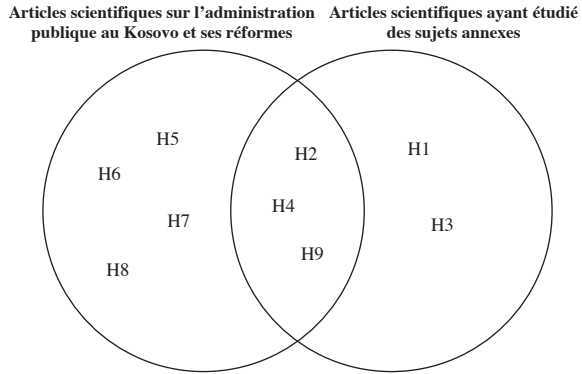 Articles scientifiques sur l’administration
publique au Kosovo et ses réformes
Articles scientifiques ayant étudié
des sujets annexes
H5
H6
H7
H8
H2
H4
H9
H1
H3